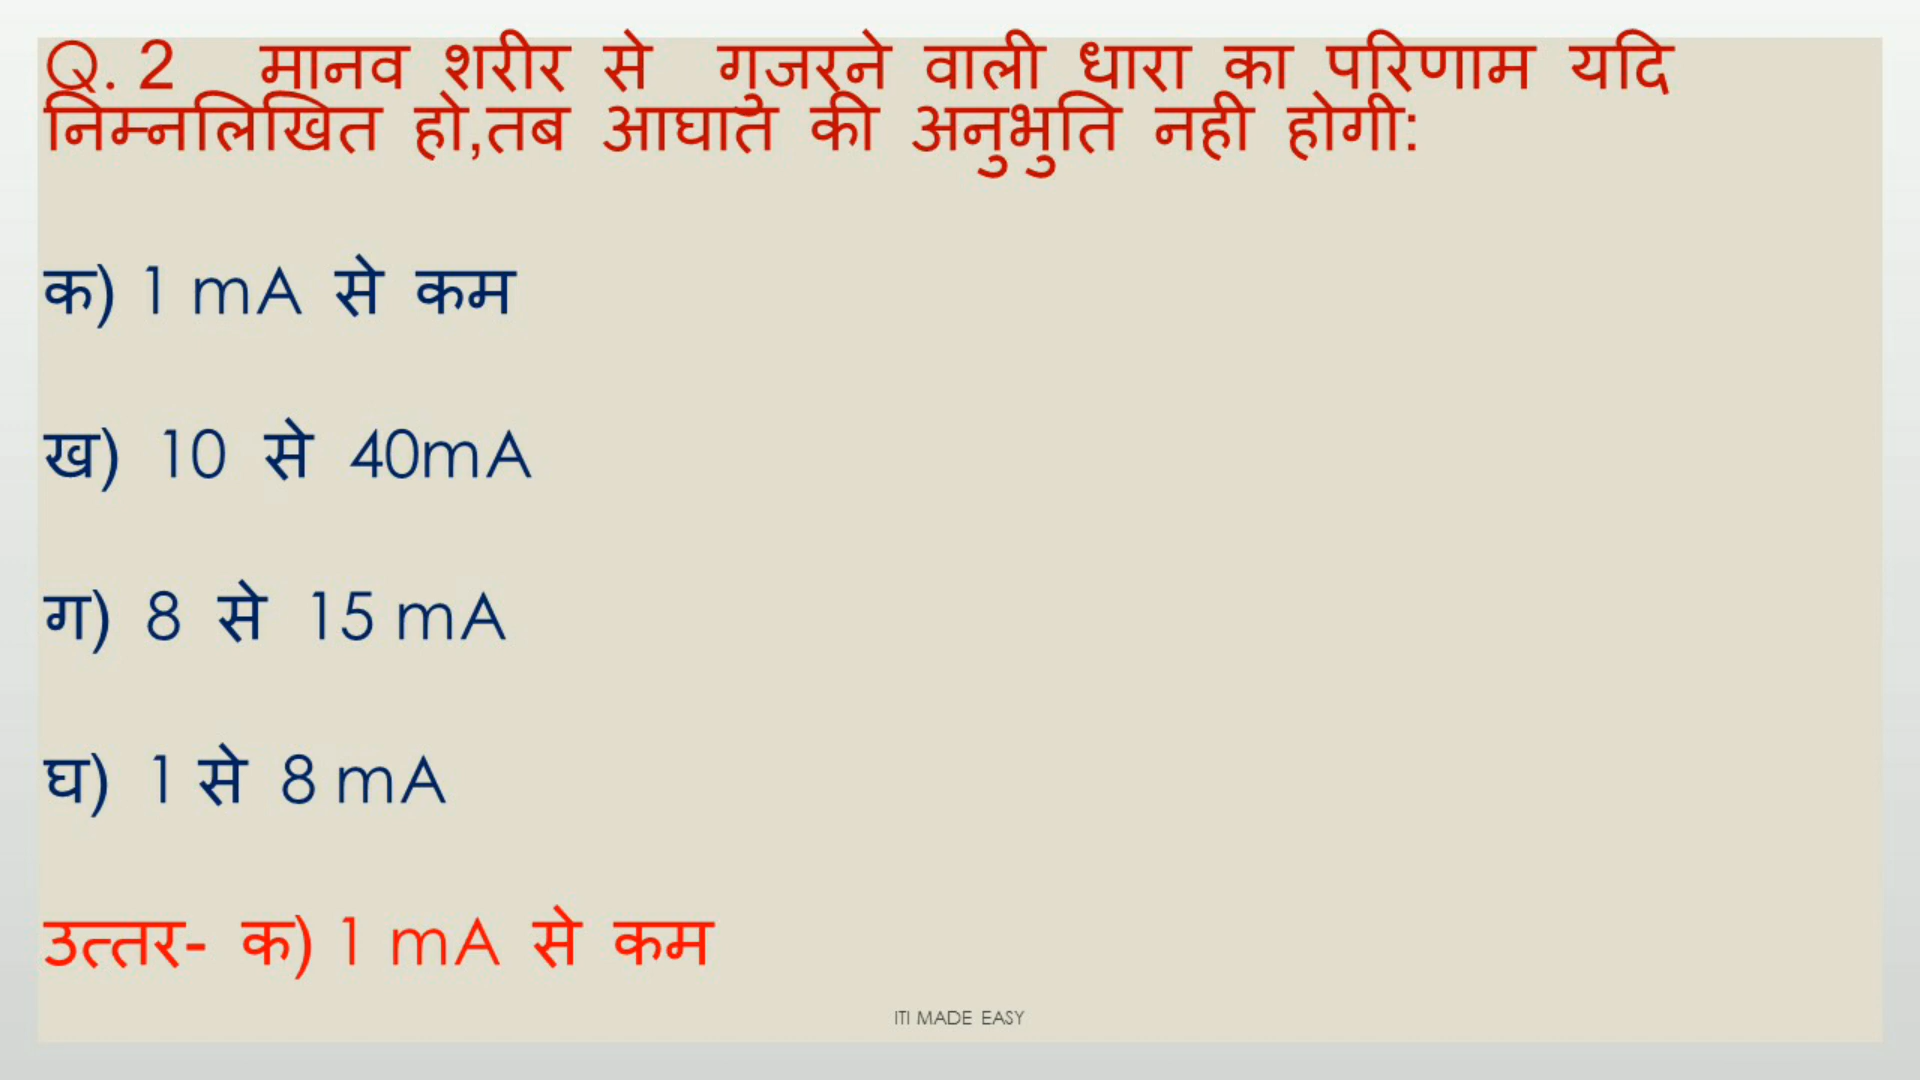 Q. 2 मानव शरीर से गुजरने वाली धारा का परिणाम यदि
निम्नलिखित हो,तब आघात की अनुभुति नही होगी:
क) 1 mA से कम
ख) 10 से 40mA
ग) 8 से 15 mA
घ) 1 से 8 mA
उत्तर- क) 1 mA से कम
ITI MADE EASY